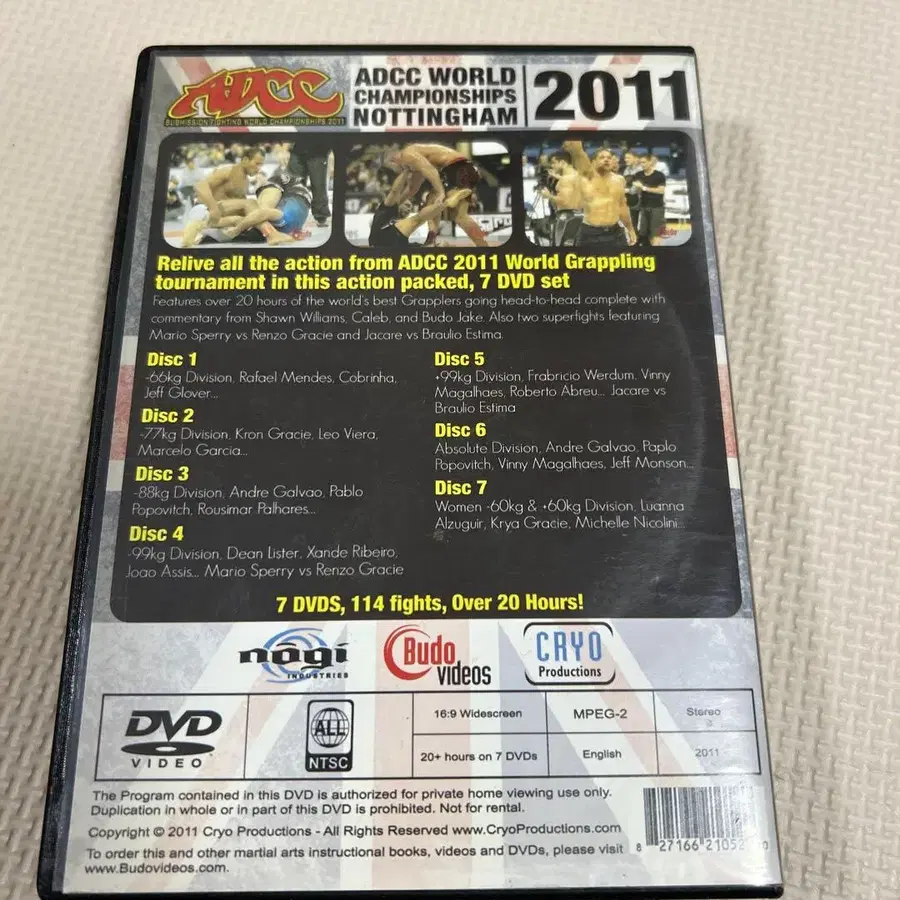 ADCC
SUBMISSION FIGHTING WORLD CHAMPIONSHIPS 2011
ADCC WORLD
CHAMPIONSHIPS
NOTTINGHAM
2011
Relive all the action from ADCC 2011 World Grappling
tournament in this action packed, 7 DVD set
Features over 20 hours of the world's best Grapplers going head-to-head complete with
commentary from Shawn Williams, Caleb, and Budo Jake. Also two superfights featuring
Mario Sperry vs Renzo Gracie and Jacare vs Braulio Estima.
Disc 1
-66kg Division, Rafael Mendes, Cobrinha,
Jeff Glover...
Disc 2
-77kg Division, Kron Gracie, Leo Viera,
Marcelo Garcia...
Disc 3
-88kg Division, Andre Galvao, Pablo
Popovitch, Rousimar Palhares...
Disc 4
-99kg Division, Dean Lister, Xande Ribeiro,
Joao Assis... Mario Sperry vs Renzo Gracie
Disc 5
+99kg Division, Frabricio Werdum, Vinny
Magalhaes, Roberto Abreu... Jacare vs
Braulio Estima
Disc 6
Absolute Division, Andre Galvao, Paplo
Popovitch, Vinny Magalhaes, Jeff Monson...
Disc 7
Women -60kg & +60kg Division, Luanna
Alzuguir, Krya Gracie, Michelle Nicolini...
7 DVDS, 114 fights, Over 20 Hours!
nogi
INDUSTRIES
Budo
videos
CRYO
Productions
DVD
VIDEO
ALL
NTSC
16:9 Widescreen
MPEG-2
Stereo
20+ hours on 7 DVDs
English
2011
The Program contained in this DVD is authorized for private home viewing use only.
Duplication in whole or in part of this DVD is prohibited. Not for rental.
Copyright © 2011 Cryo Productions - All Rights Reserved www.CryoProductions.com
To order this and other martial arts instructional books, videos and DVDs, please visit
www.Budovideos.com.
8 27166 21052 0